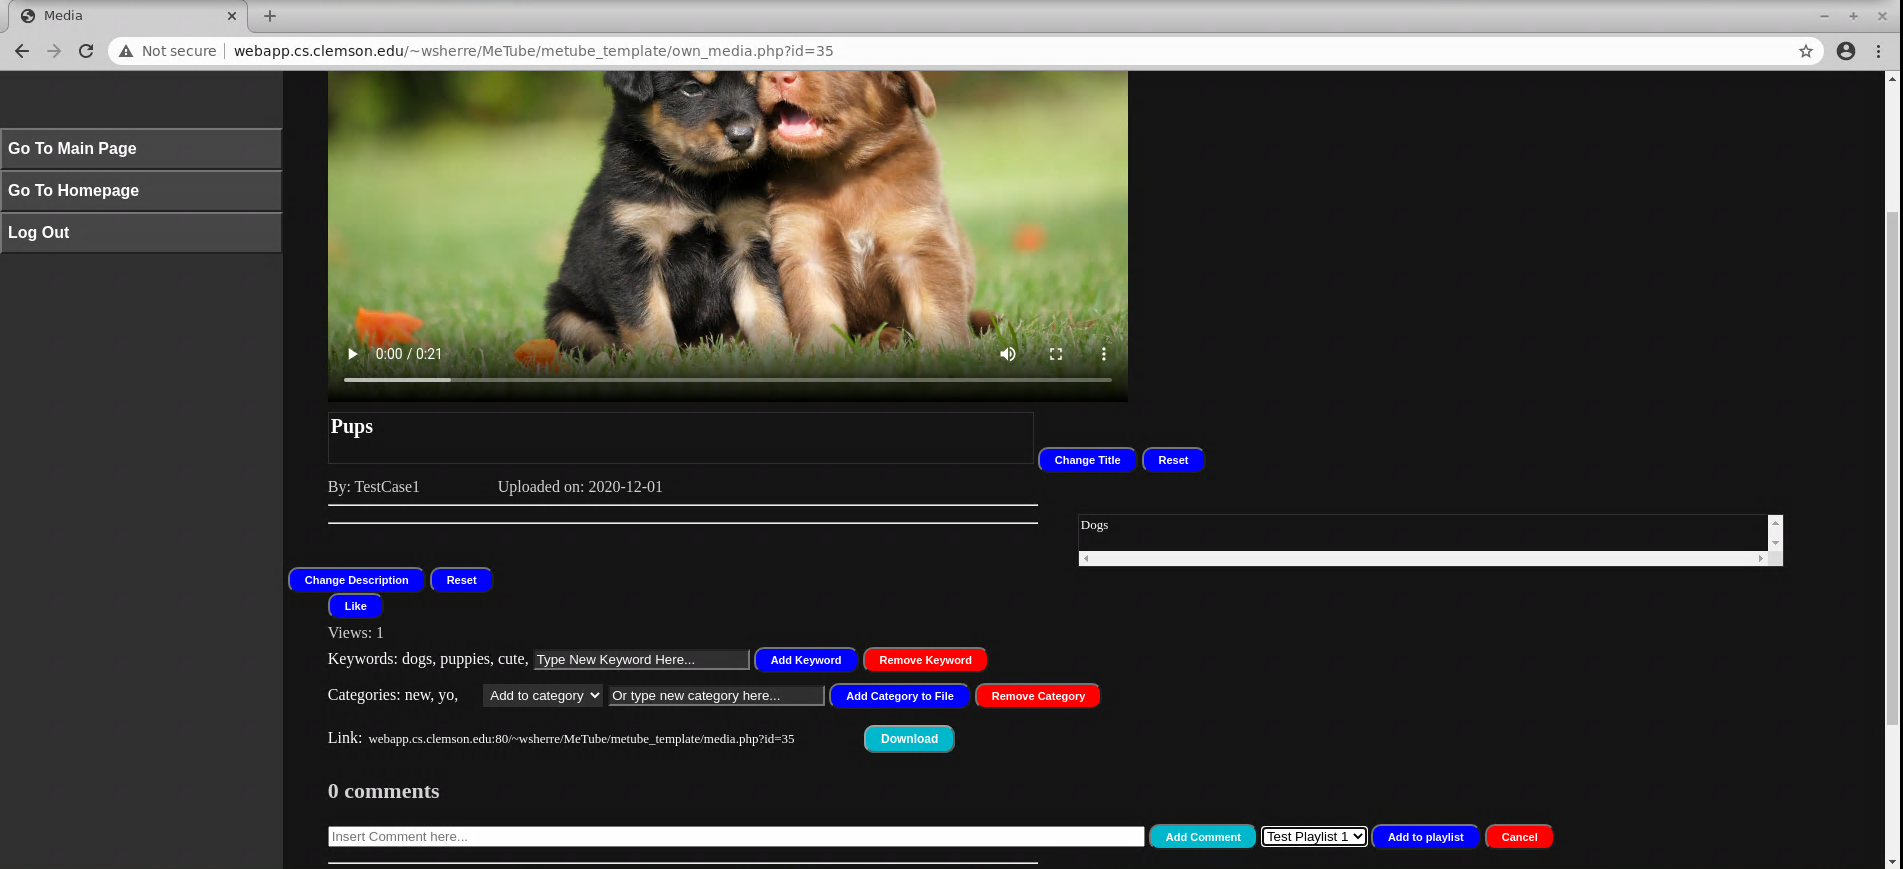 Media
Not secure webapp.cs.clemson.edu/~wsherre/MeTube/metube_template/own_media.php?id=35
Go To Main Page
Go To Homepage
Log Out
0:00 / 0:21
Pups
Change Title Reset
By: TestCase1 Uploaded on: 2020-12-01
Dogs
Change Description Reset
Like
Views: 1
Keywords: dogs, puppies, cute, Type New Keyword Here... Add Keyword Remove Keyword
Categories: new, yo, Add to category Or type new category here... Add Category to File Remove Category
Link: webapp.cs.clemson.edu:80/~wsherre/MeTube/metube_template/media.php?id=35 Download
0 comments
Insert Comment here... Add Comment Test Playlist 1 Add to playlist Cancel